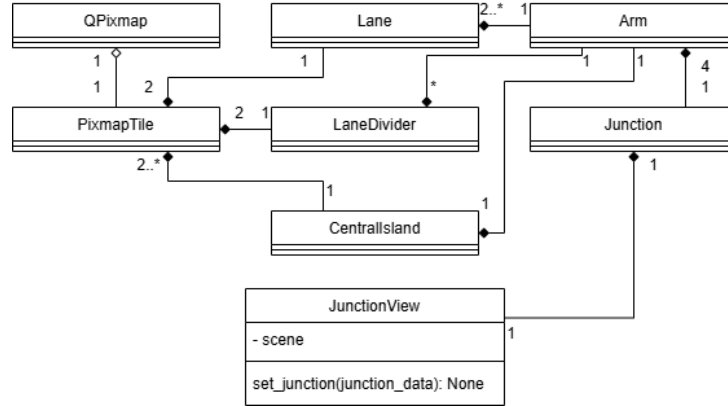 QPixmap
Lane
2..*
1
Arm
1
1
2
1
1
1
4
1
*
PixmapTile
2
1
LaneDivider
Junction
2..*
1
1
1
CentralIsland
JunctionView
- scene
1
set_junction(junction_data): None